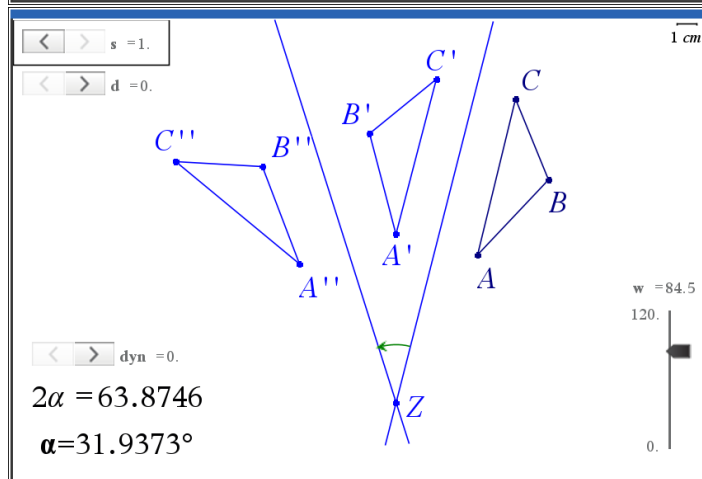 s =1.
1 cm
d =0.
C'
C
B'
C''
B''
B
A'
A
A''
w =84.5
120.
dyn =0.
2α =63.8746
Z
α=31.9373°
0.